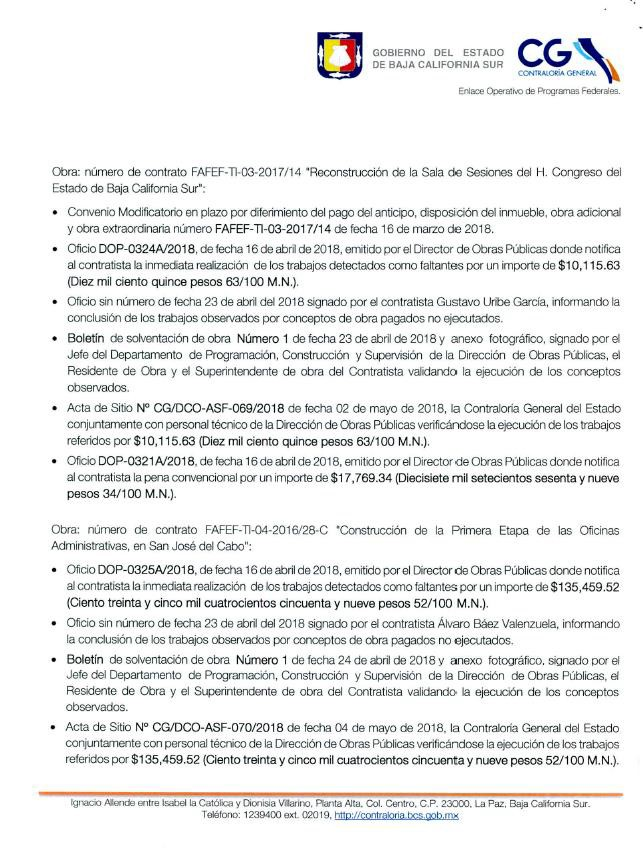 GOBIERNO DEL ESTADO
DE BAJA CALIFORNIA SUR
CG
CONTRALORÍA GENERAL
Enlace Operativo de Programas Federales.
Obra: número de contrato FAFEF-TI-03-2017/14 "Reconstrucción de la Sala de Sesiones del H. Congreso del
Estado de Baja California Sur":
• Convenio Modificatorio en plazo por diferimiento del pago del anticipo, disposición del inmueble, obra adicional
y obra extraordinaria número FAFEF-TI-03-2017/14 de fecha 16 de marzo de 2018.
• Oficio DOP-0324A/2018, de fecha 16 de abril de 2018, emitido por el Director de Obras Públicas donde notifica
al contratista la inmediata realización de los trabajos detectados como faltantes por un importe de $10,115.63
(Diez mil ciento quince pesos 63/100 M.N.).
• Oficio sin número de fecha 23 de abril del 2018 signado por el contratista Gustavo Uribe García, informando la
conclusión de los trabajos observados por conceptos de obra pagados no ejecutados.
• Boletín de solventación de obra Número 1 de fecha 23 de abril de 2018 y anexo fotográfico, signado por el
Jefe del Departamento de Programación, Construcción y Supervisión de la Dirección de Obras Públicas, el
Residente de Obra y el Superintendente de obra del Contratista validando la ejecución de los conceptos
observados.
• Acta de Sitio Nº CG/DCO-ASF-069/2018 de fecha 02 de mayo de 2018, la Contraloría General del Estado
conjuntamente con personal técnico de la Dirección de Obras Públicas verificándose la ejecución de los trabajos
referidos por $10,115.63 (Diez mil ciento quince pesos 63/100 M.N.).
• Oficio DOP-0321A/2018, de fecha 16 de abril de 2018, emitido por el Director de Obras Públicas donde notifica
al contratista la pena convencional por un importe de $17,769.34 (Diecisiete mil setecientos sesenta y nueve
pesos 34/100 M.N.).
Obra: número de contrato FAFEF-TI-04-2016/28-C "Construcción de la Primera Etapa de las Oficinas
Administrativas, en San José del Cabo":
• Oficio DOP-0325A/2018, de fecha 16 de abril de 2018, emitido por el Director de Obras Públicas donde notifica
al contratista la inmediata realización de los trabajos detectados como faltantes por un importe de $135,459.52
(Ciento treinta y cinco mil cuatrocientos cincuenta y nueve pesos 52/100 M.N.).
• Oficio sin número de fecha 23 de abril del 2018 signado por el contratista Álvaro Báez Valenzuela, informando
la conclusión de los trabajos observados por conceptos de obra pagados no ejecutados.
• Boletín de solventación de obra Número 1 de fecha 24 de abril de 2018 y anexo fotográfico, signado por el
Jefe del Departamento de Programación, Construcción y Supervisión de la Dirección de Obras Públicas, el
Residente de Obra y el Superintendente de obra del Contratista validando la ejecución de los conceptos
observados.
• Acta de Sitio Nº CG/DCO-ASF-070/2018 de fecha 04 de mayo de 2018, la Contraloría General del Estado
conjuntamente con personal técnico de la Dirección de Obras Públicas verificándose la ejecución de los trabajos
referidos por $135,459.52 (Ciento treinta y cinco mil cuatrocientos cincuenta y nueve pesos 52/100 M.N.).
Ignacio Allende entre Isabel la Católica y Dionisia Villarino, Planta Alta, Col. Centro, C.P. 23000, La Paz, Baja California Sur.
Teléfono: 1239400 ext. 02019, http://contraloria.bcs.gob.mx